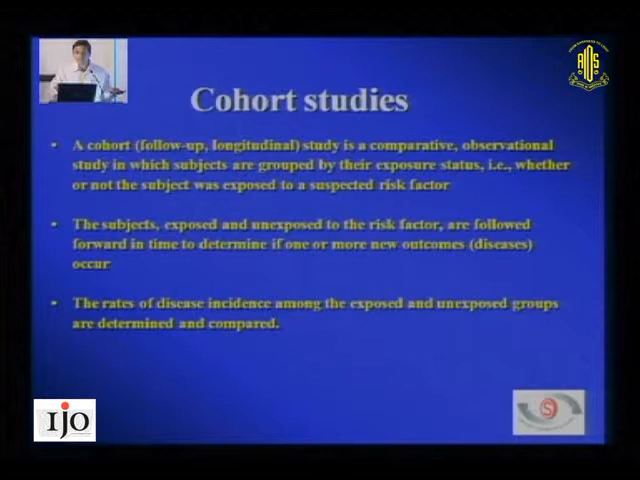 Cohort studies
• A cohort (follow-up, longitudinal) study is a comparative, observational
study in which subjects are grouped by their exposure status, i.e., whether
or not the subject was exposed to a suspected risk factor
• The subjects, exposed and unexposed to the risk factor, are followed
forward in time to determine if one or more new outcomes (diseases)
occur
• The rates of disease incidence among the exposed and unexposed groups
are determined and compared.
IJO